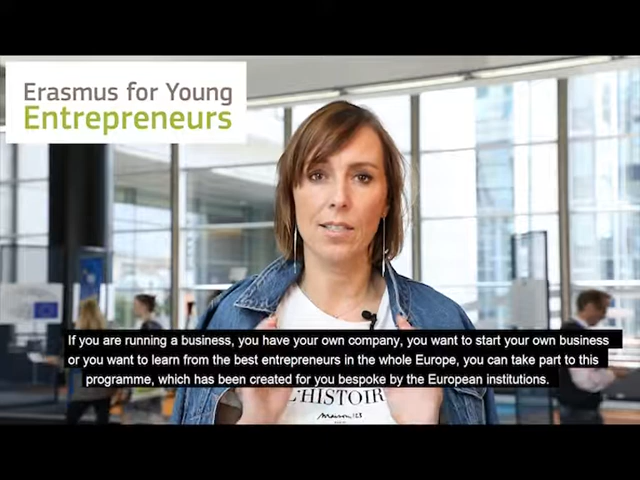 Erasmus for Young
Entrepreneurs
If you are running a business, you have your own company, you want to start your own business
or you want to learn from the best entrepreneurs in the whole Europe, you can take part to this
programme, which has been created for you bespoke by the European institutions.
L'HISTOIR
maison 123